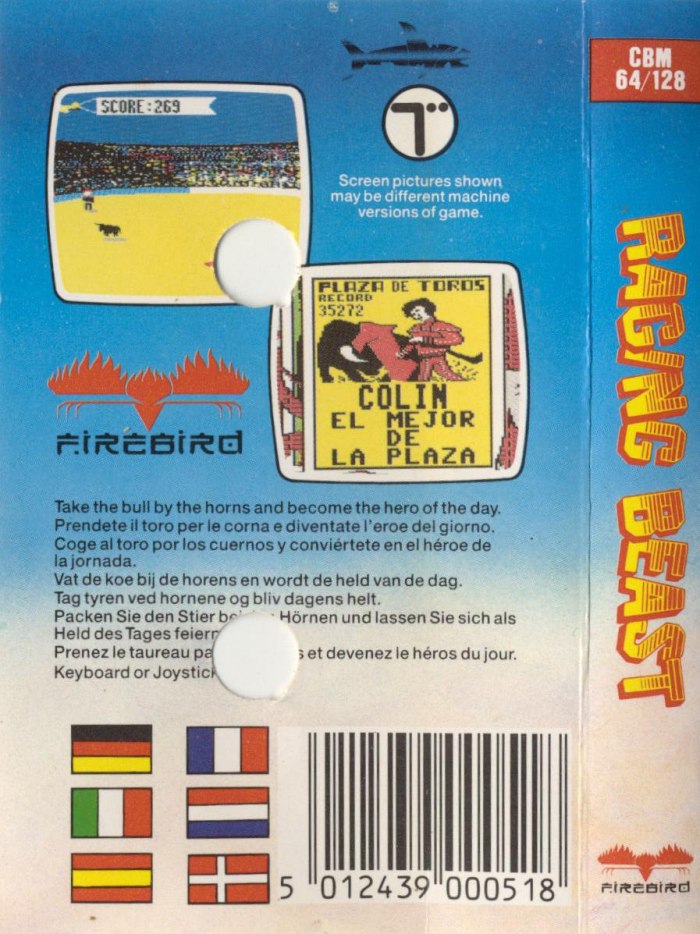 SCORE:269
Screen pictures shown
may be different machine
versions of game.
PLAZA DE TOROS
RECORD
35272
COLIN
EL MEJOR
DE
LA PLAZA
FIREBIRD
Take the bull by the horns and become the hero of the day.
Prendete il toro per le corna e diventate l'eroe del giorno.
Coge al toro por los cuernos y conviértete en el héroe de
la jornada.
Vat de koe bij de horens en wordt de held van de dag.
Tag tyren ved hornene og bliv dagens helt.
Packen Sie den Stier Hörnen und lassen Sie sich als
Held des Tages
Prenez le taureau et devenez le héros du jour.
Keyboard or
5 012439 000518
CBM
64/128
RAGING BEAST
FIREBIRD